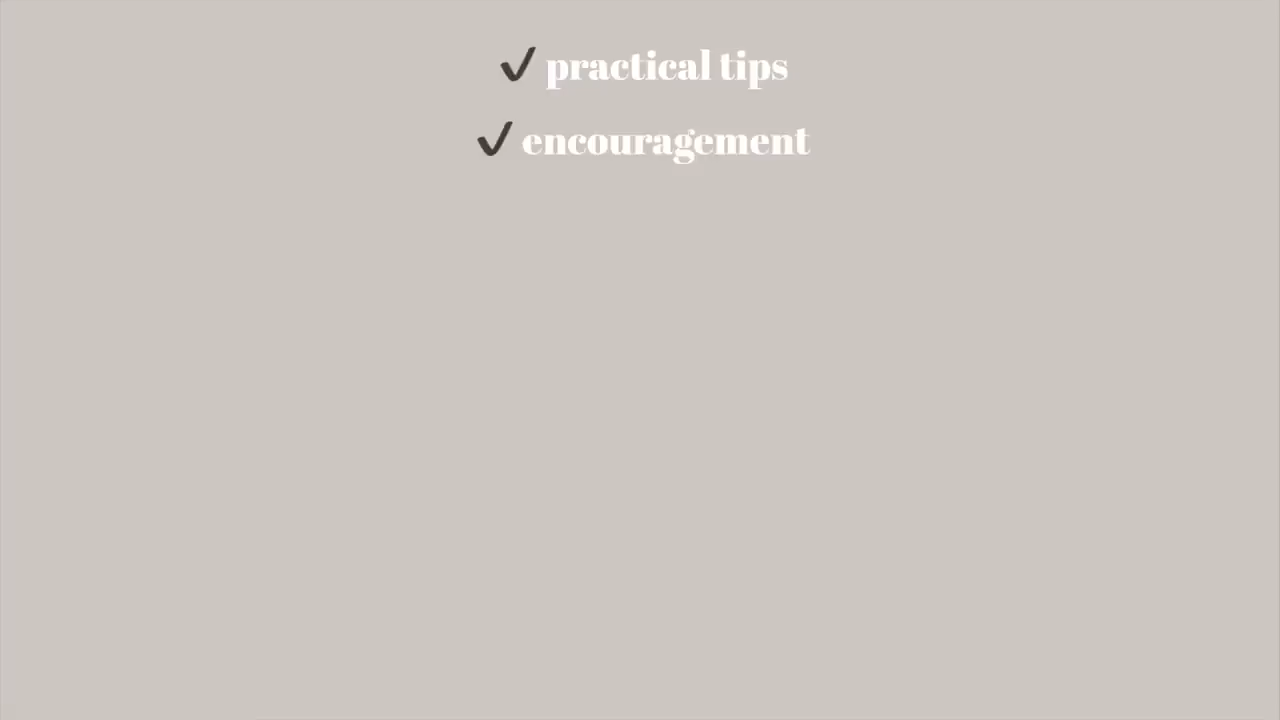 ✔ practical tips
✔ encouragement